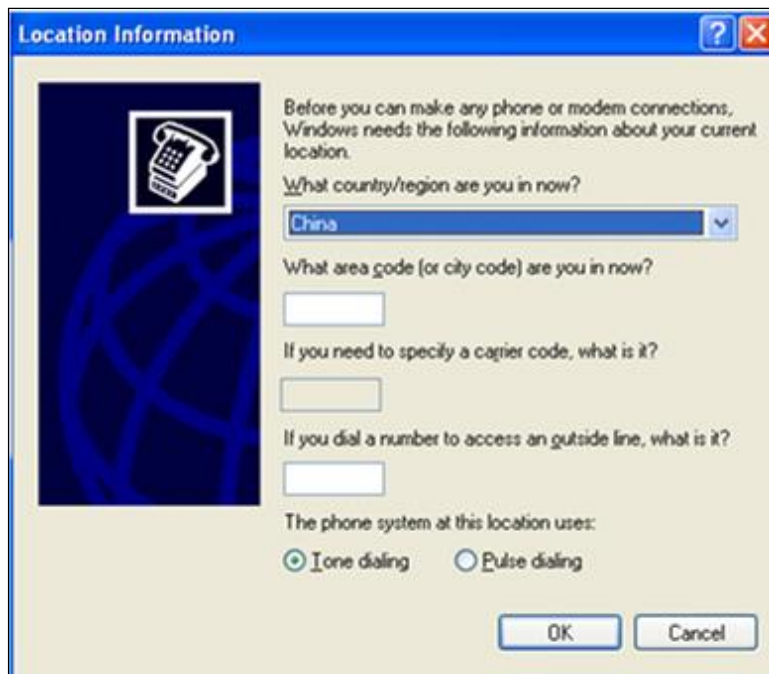 Location Information
Before you can make any phone or modem connections,
Windows needs the following information about your current
location.
What country/region are you in now?
China
What area code (or city code) are you in now?
If you need to specify a carrier code, what is it?
If you dial a number to access an outside line, what is it?
The phone system at this location uses:
Tone dialing Pulse dialing
OK Cancel